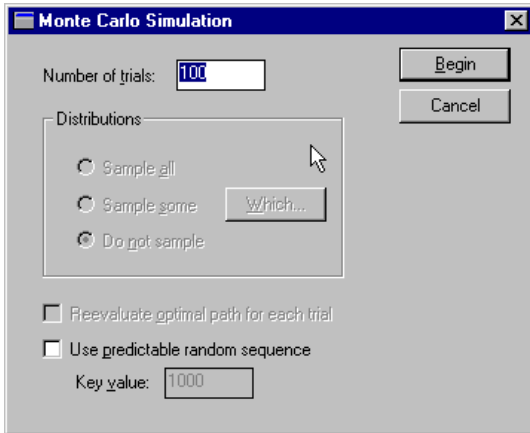 Monte Carlo Simulation
Number of trials: 100
Begin
Cancel
Distributions
Sample all
Sample some
Which...
Do not sample
Reevaluate optimal path for each trial
Use predictable random sequence
Key value: 1000